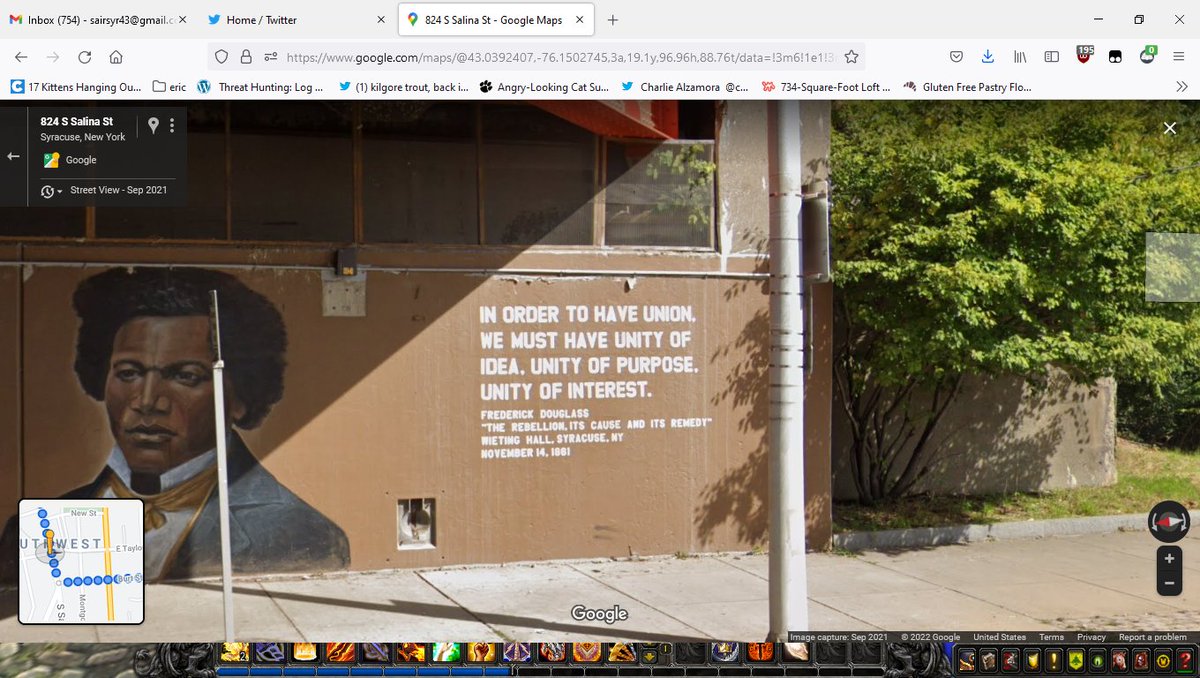 Inbox (754) - sairsyr43@gmail.c
Home / Twitter
824 S Salina St - Google Maps
https://www.google.com/maps/@43.0392407,-76.1502745,3a,19.1y,96.96h,88.76t/data=!3m6!1e1!3
195
0
17 Kittens Hanging Ou...
eric
Threat Hunting: Log ...
(1) kilgore trout, back i...
Angry-Looking Cat Su...
Charlie Alzamora @c...
734-Square-Foot Loft ...
Gluten Free Pastry Flo...
824 S Salina St
Syracuse, New York
Google
Street View - Sep 2021
IN ORDER TO HAVE UNION,
WE MUST HAVE UNITY OF
IDEA, UNITY OF PURPOSE,
UNITY OF INTEREST.
FREDERICK DOUGLASS
"THE REBELLION, ITS CAUSE AND ITS REMEDY"
WIETING HALL, SYRACUSE, NY
NOVEMBER 14, 1861
New St
UTHWEST
E Taylo
S Sa
Montgo
Google
Image capture: Sep 2021 © 2022 Google United States Terms Privacy Report a problem
2